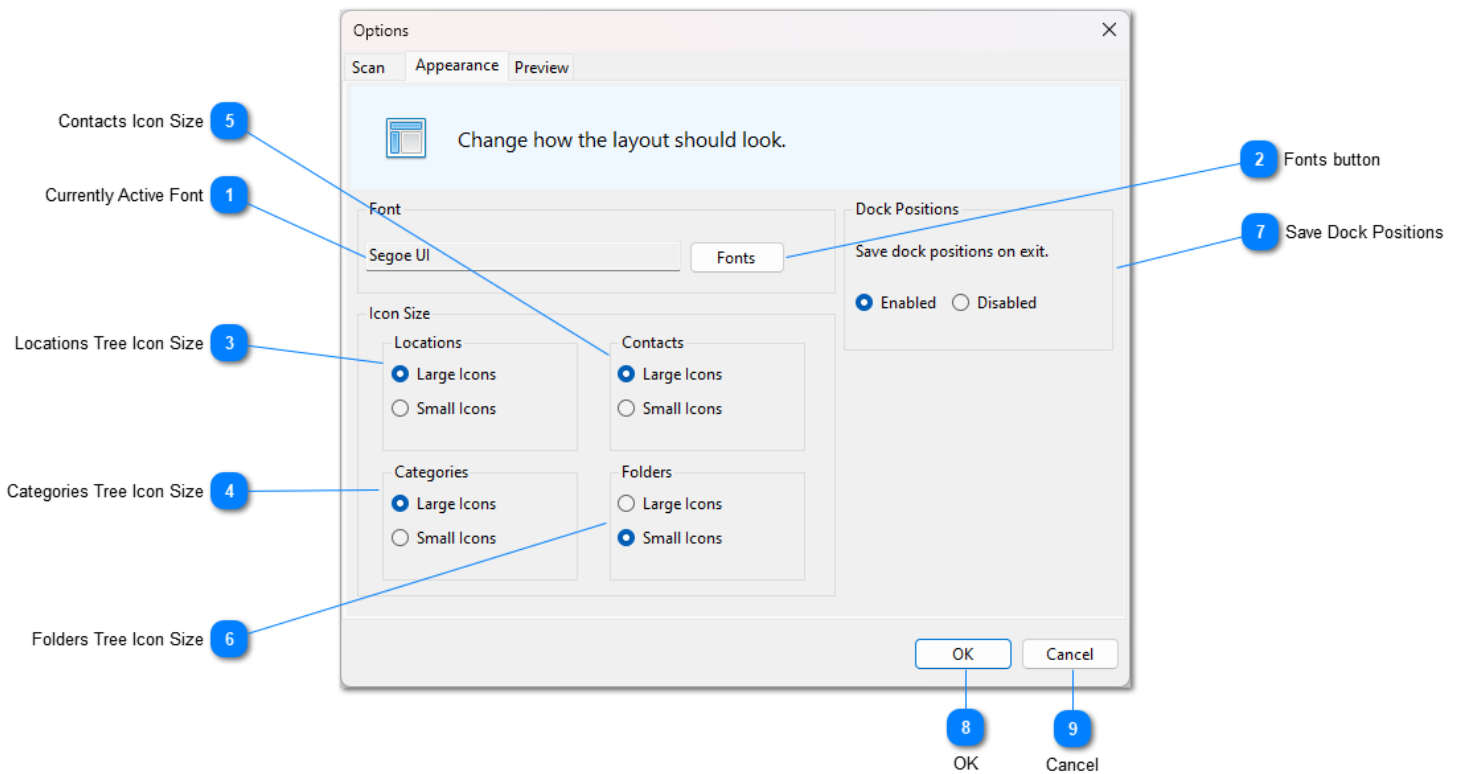 Options
Scan Appearance Preview
Change how the layout should look.
Contacts Icon Size 5
Currently Active Font 1
2 Fonts button
7 Save Dock Positions
Font
Segoe UI Fonts
Dock Positions
Save dock positions on exit.
Enabled Disabled
Icon Size
Locations Tree Icon Size 3
Locations
Large Icons
Small Icons
Contacts
Large Icons
Small Icons
Categories Tree Icon Size 4
Categories
Large Icons
Small Icons
Folders
Large Icons
Small Icons
Folders Tree Icon Size 6
OK Cancel
8
OK
9
Cancel